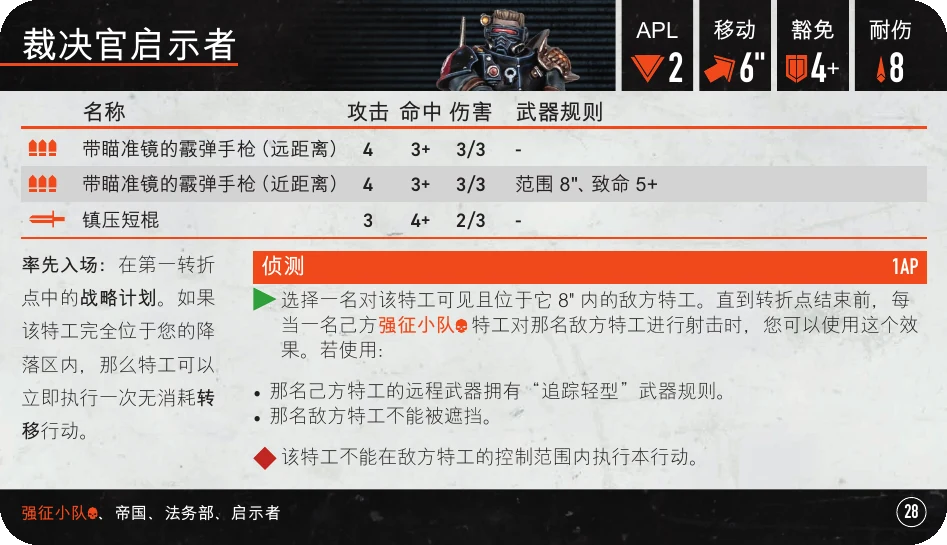 裁决官启示者
APL 移动 豁免 耐伤
2 6" 4+ 8
名称 攻击 命中 伤害 武器规则
带瞄准镜的霰弹手枪（远距离） 4 3+ 3/3 -
带瞄准镜的霰弹手枪（近距离） 4 3+ 3/3 范围 8"、致命 5+
镇压短棍 3 4+ 2/3 -
率先入场：在第一转折
点中的战略计划。如果
该特工完全位于您的降
落区内，那么特工可以
立即执行一次无消耗转
移行动。
侦测 1AP
选择一名对该特工可见且位于它 8" 内的敌方特工。直到转折点结束前，每
当一名己方强征小队特工对那名敌方特工进行射击时，您可以使用这个效
果。若使用：
• 那名己方特工的远程武器拥有“追踪轻型”武器规则。
• 那名敌方特工不能被遮挡。
该特工不能在敌方特工的控制范围内执行本行动。
强征小队、帝国、法务部、启示者
28